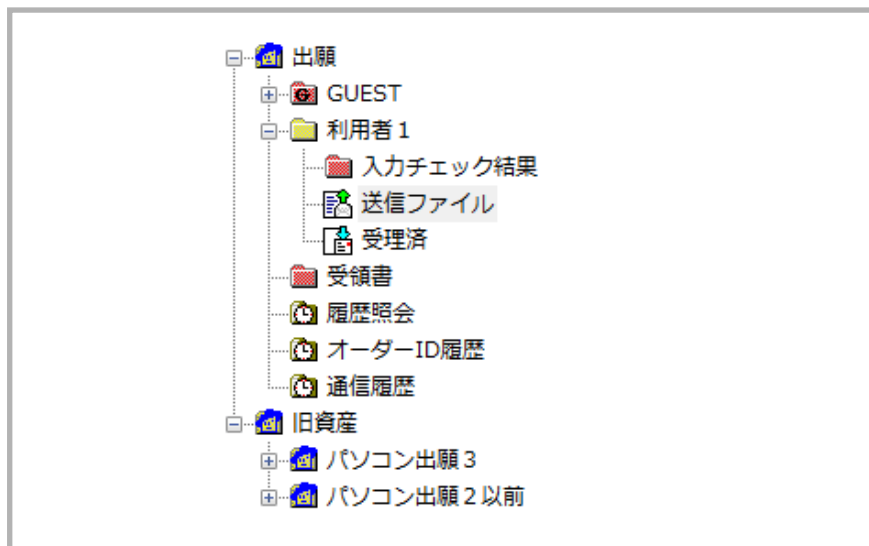 出願
GUEST
利用者１
入力チェック結果
送信ファイル
受理済
受領書
履歴照会
オーダーID履歴
通信履歴
旧資産
パソコン出願３
パソコン出願２以前